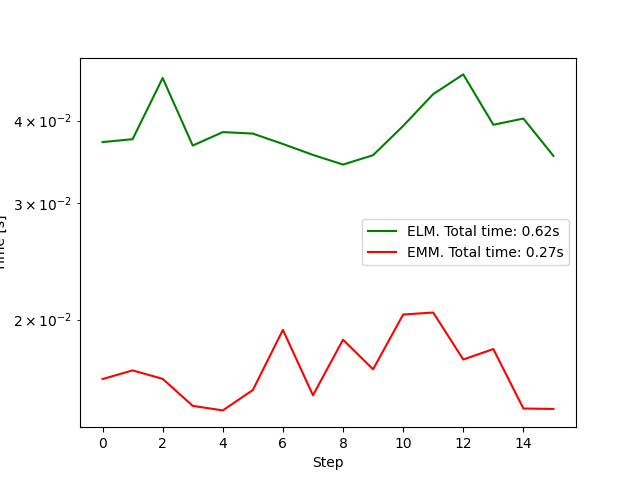 4 × 10⁻²
3 × 10⁻²
2 × 10⁻²
Time [s]
ELM. Total time: 0.62s
EMM. Total time: 0.27s
0 2 4 6 8 10 12 14
Step